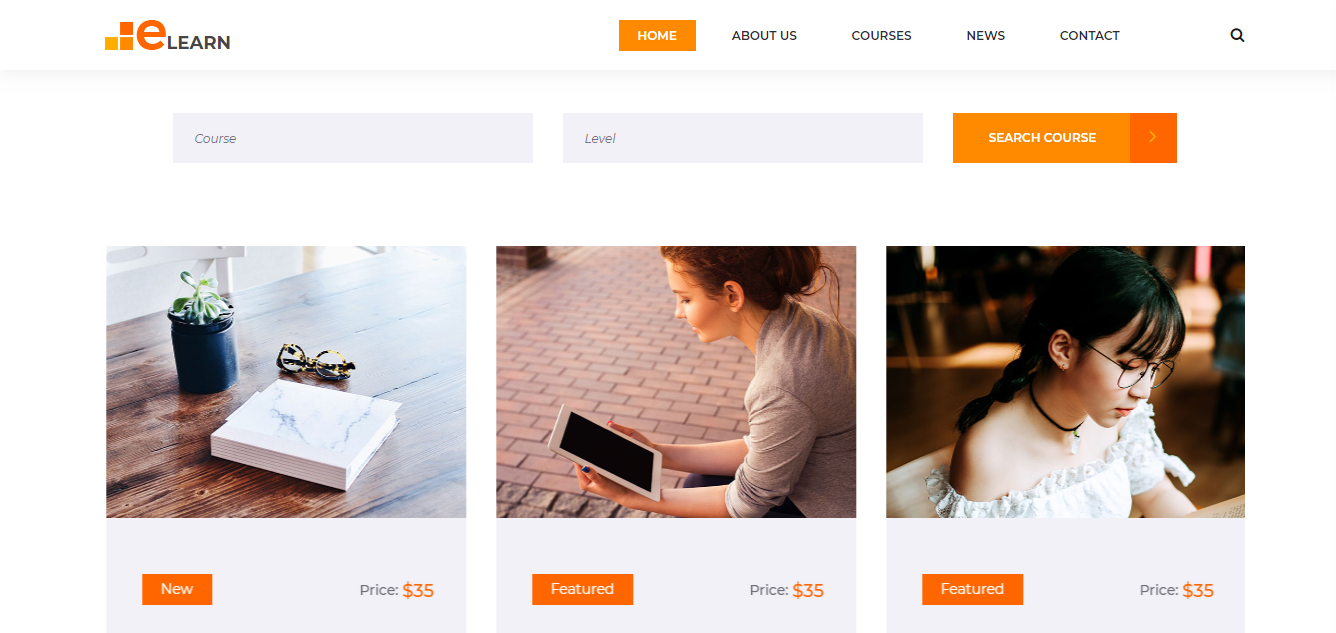 eLEARN
HOME
ABOUT US
COURSES
NEWS
CONTACT
Course
Level
SEARCH COURSE
New
Price: $35
Featured
Price: $35
Featured
Price: $35